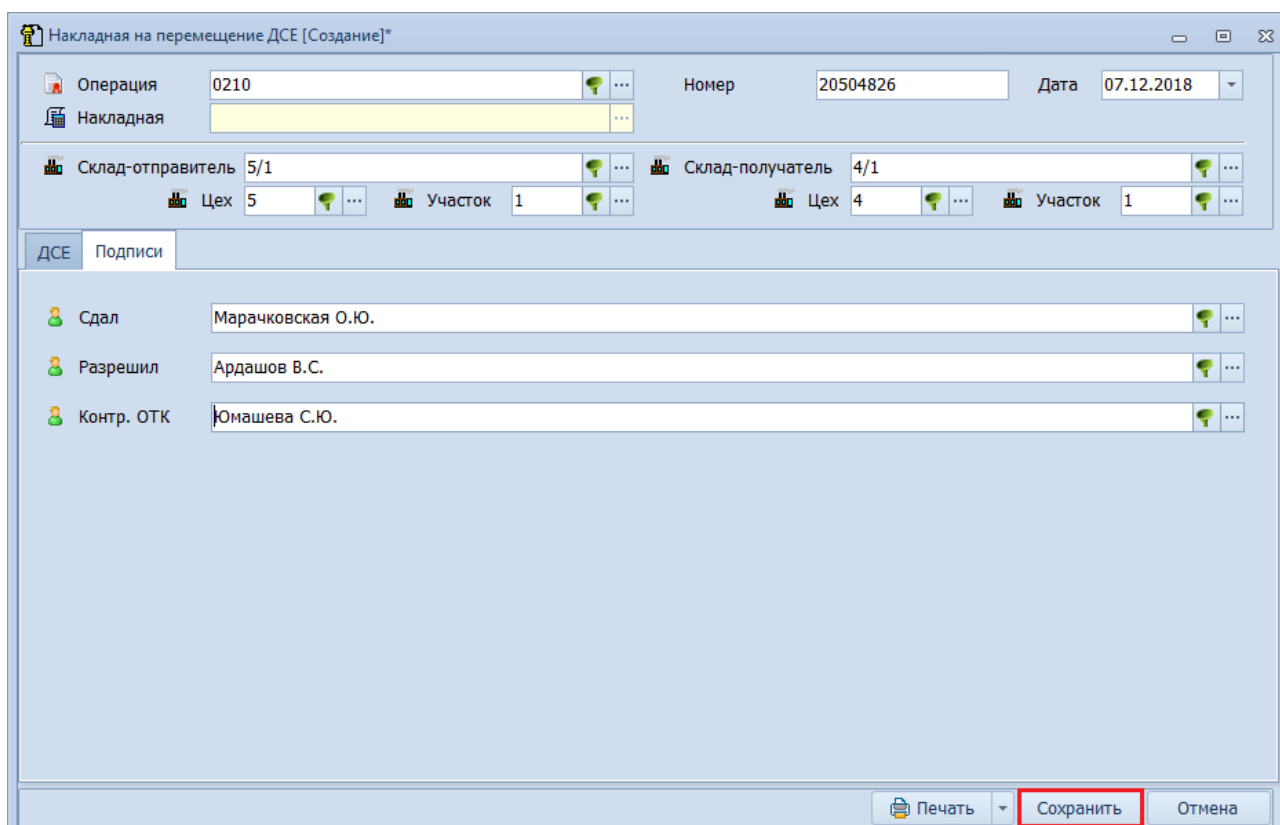 Накладная на перемещение ДСЕ [Создание]*
Операция 0210 ... Номер 20504826 Дата 07.12.2018
Накладная ...
Склад-отправитель 5/1 ... Склад-получатель 4/1 ...
Цех 5 ... Участок 1 ... Цех 4 ... Участок 1 ...
ДСЕ Подписи
Сдал Марачковская О.Ю. ...
Разрешил Ардашов В.С. ...
Контр. ОТК Юмашева С.Ю. ...
Печать Сохранить Отмена